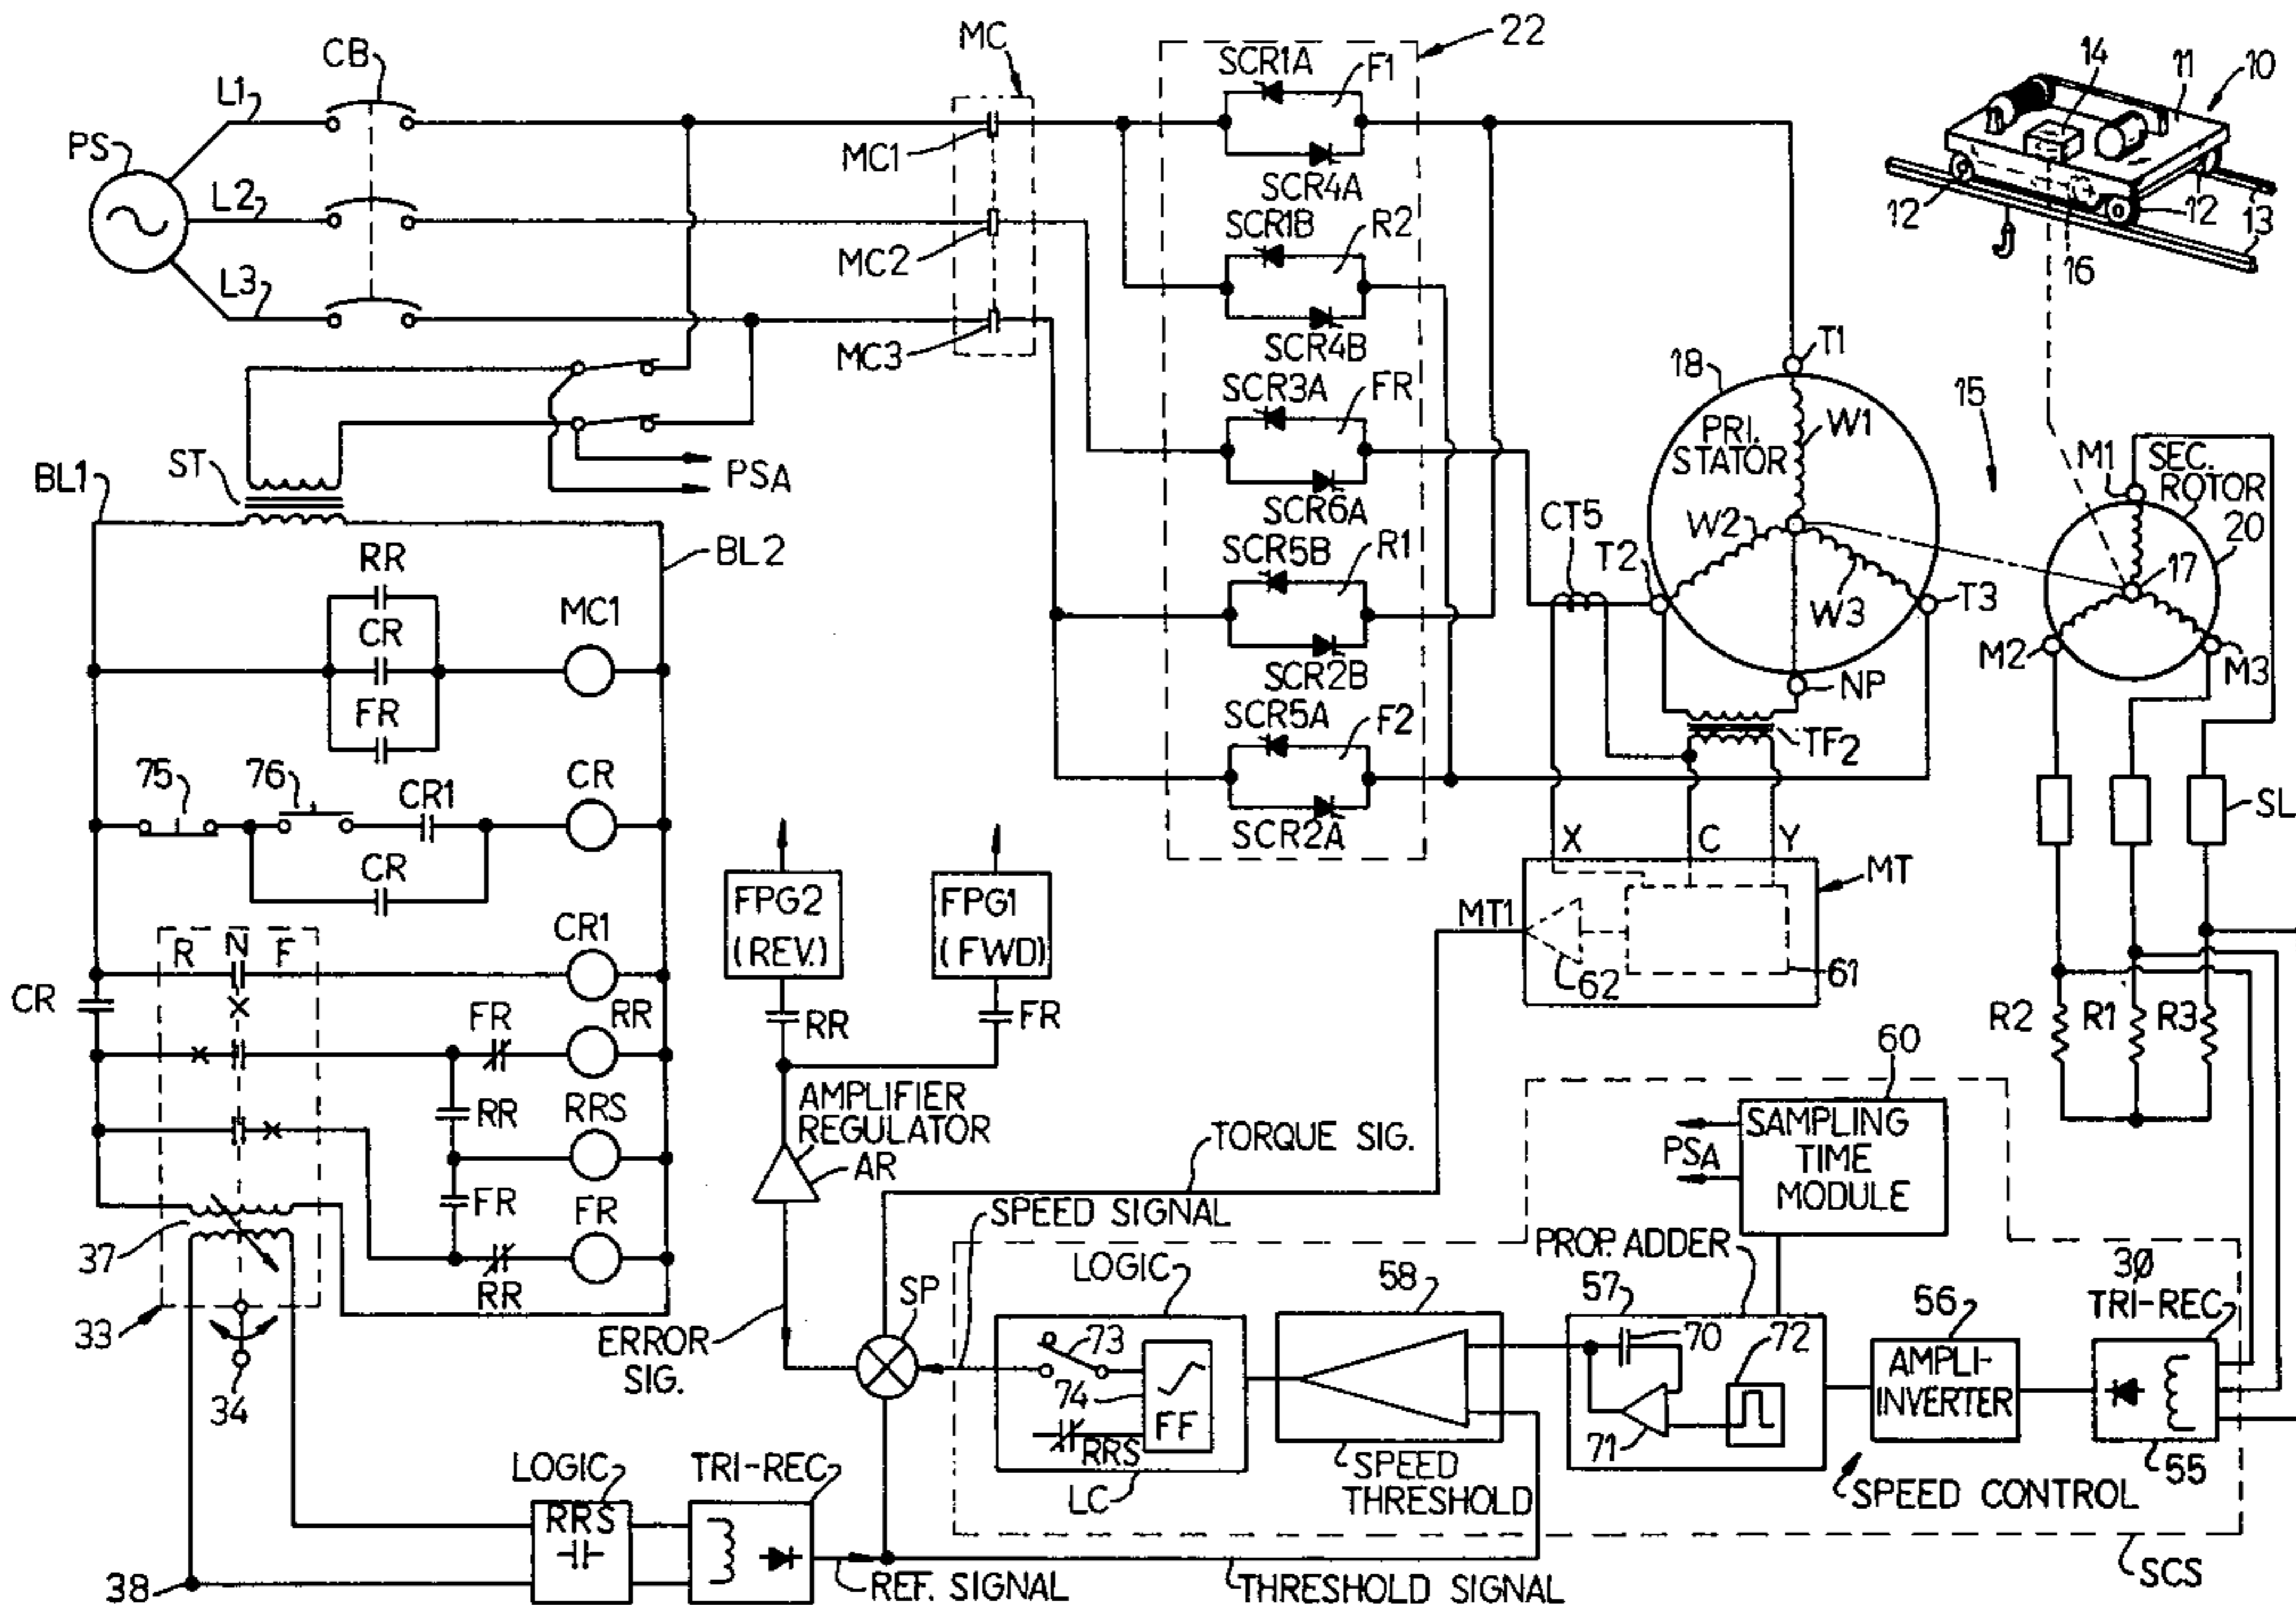 MC
22
CB
SCR1A
F1
14
11
10
L1
PS
MC1
SCR4A
L2
SCR1B
R2
12
12
12
13
13
MC2
16
L3
SCR4B
MC3
SCR3A
FR
18
T1
15
PRI.
STATOR
W1
M1
SEC.
ROTOR
ST
PSA
BL1
SCR6A
CT5
W2
20
BL2
SCR5B
R1
T2
17
RR
MC1
W3
T3
CR
M2
M3
SCR2B
NP
FR
SCR5A
F2
TF2
75
76
CR1
CR
SL
SCR2A
X
C
Y
CR
FPG2
(REV.)
FPG1
(FWD)
MT
MT1
R
N
F
CR1
61
62
CR
FR
RR
RR
FR
R2
R1
R3
60
RR
RRS
AMPLIFIER
REGULATOR
AR
SAMPLING
TIME
MODULE
PSA
TORQUE SIG.
FR
FR
SPEED SIGNAL
37
PROP. ADDER
LOGIC
58
57
30
TRI-REC
RR
SP
56
33
ERROR
SIG.
73
70
72
AMPLI-
INVERTER
34
74
FF
71
RRS
LOGIC
TRI-REC
SPEED
THRESHOLD
55
LC
SPEED CONTROL
RRS
38
REF. SIGNAL
THRESHOLD SIGNAL
SCS